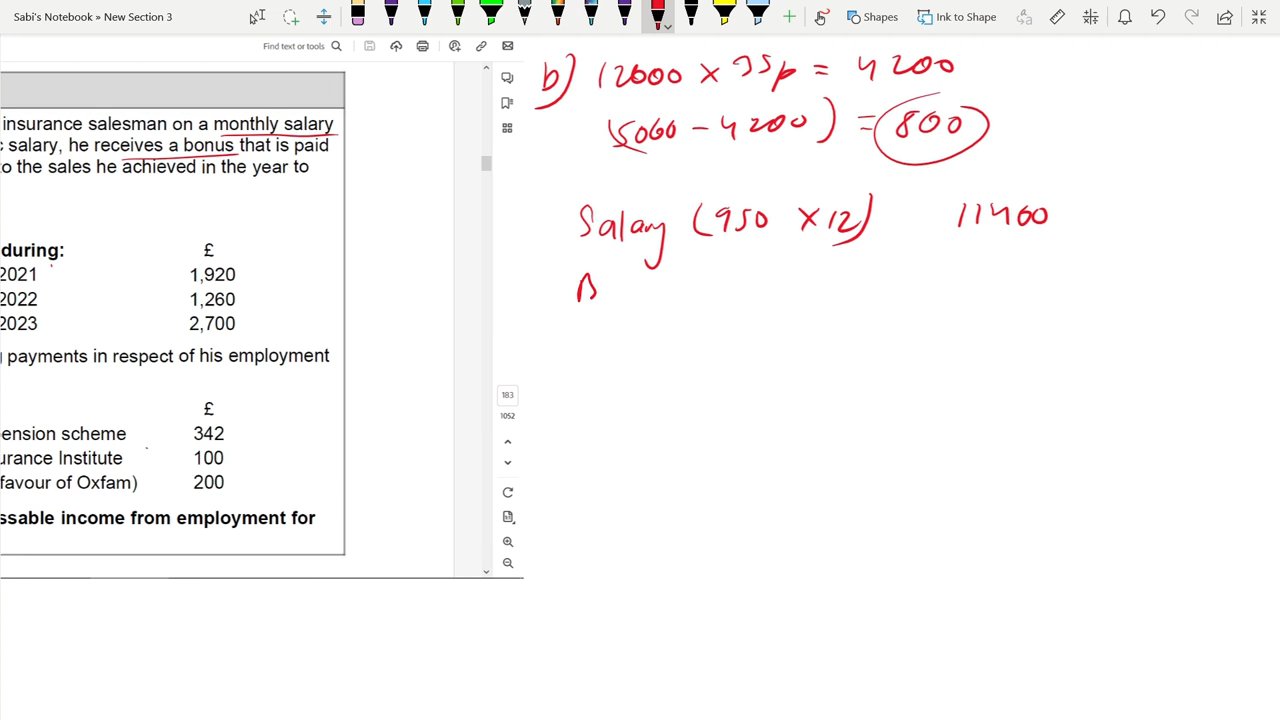 Sabi's Notebook » New Section 3
Shapes
Ink to Shape
Find text or tools
insurance salesman on a monthly salary
c salary, he receives a bonus that is paid
o the sales he achieved in the year to
during: £
2021 1,920
2022 1,260
2023 2,700
g payments in respect of his employment
£
ension scheme 342
urance Institute 100
favour of Oxfam) 200
ssable income from employment for
183
1052
b) 12000 × 35p = 4200
5000 - 4200) = 800
Salary (950 × 12) 11400